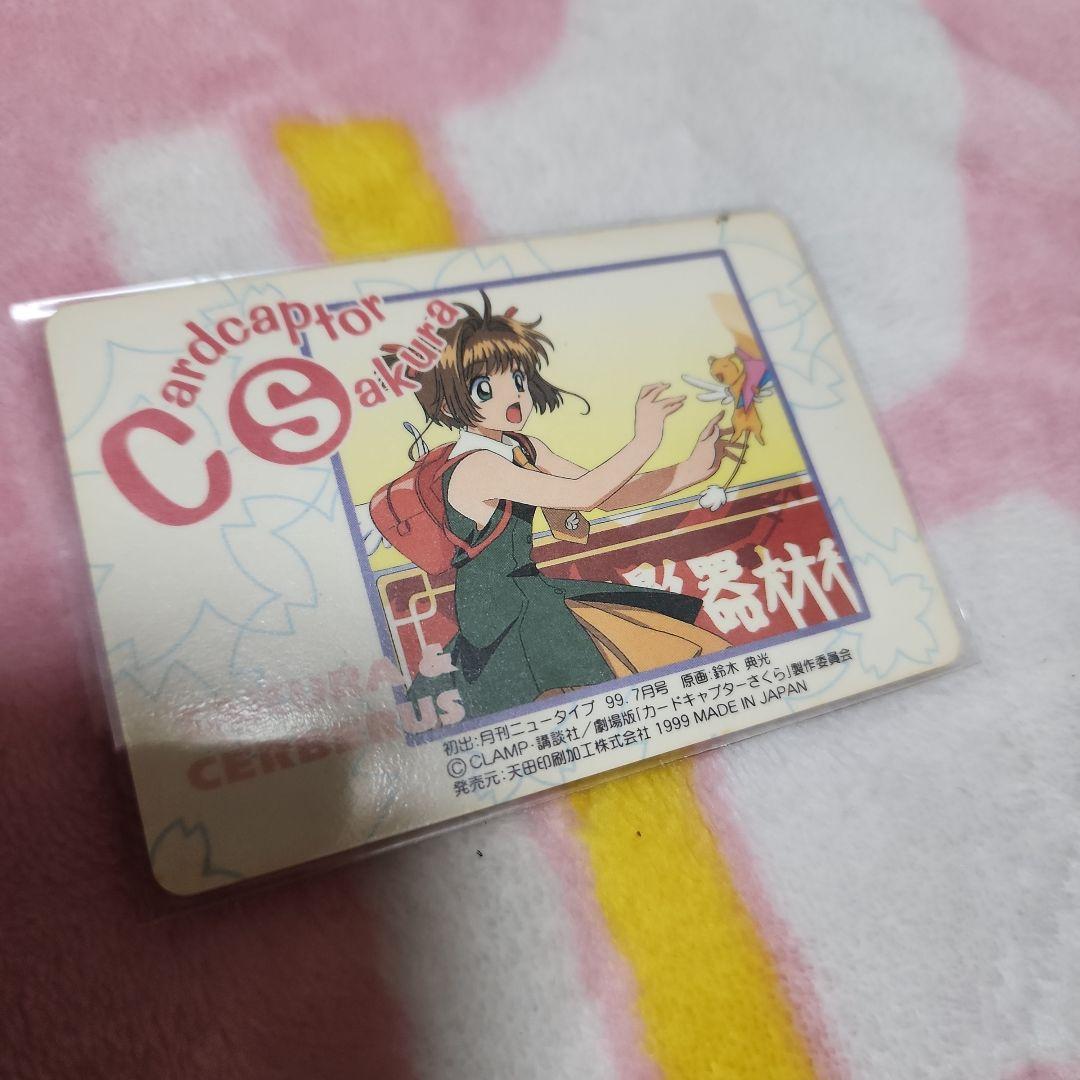 Cardcaptor
Sakura
影器材
SAKURA &
CERBERUS
初出:月刊ニュータイプ 99. 7月号 原画:鈴木 典光
©CLAMP・講談社/劇場版「カードキャプターさくら」製作委員会
発売元:天田印刷加工株式会社 1999 MADE IN JAPAN